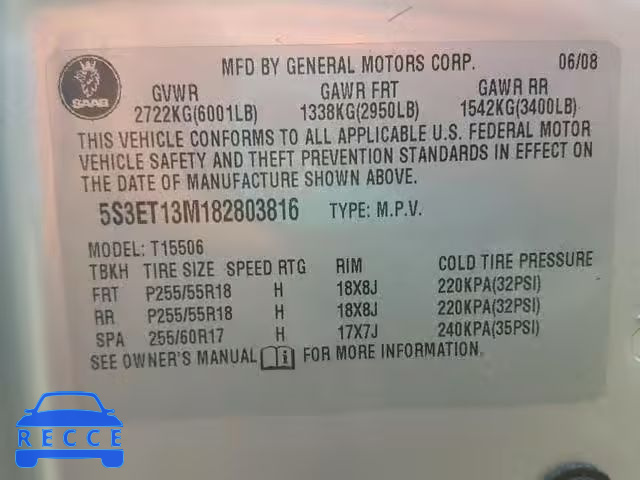 MFD BY GENERAL MOTORS CORP. 06/08
SAAB
GVWR GAWR FRT GAWR RR
2722KG(6001LB) 1338KG(2950LB) 1542KG(3400LB)
THIS VEHICLE CONFORMS TO ALL APPLICABLE U.S. FEDERAL MOTOR
VEHICLE SAFETY AND THEFT PREVENTION STANDARDS IN EFFECT ON
THE DATE OF MANUFACTURE SHOWN ABOVE.
5S3ET13M182803816 TYPE: M.P.V.
MODEL: T15506
TBKH TIRE SIZE SPEED RTG RIM COLD TIRE PRESSURE
FRT P255/55R18 H 18X8J 220KPA(32PSI)
RR P255/55R18 H 18X8J 220KPA(32PSI)
SPA 255/60R17 H 17X7J 240KPA(35PSI)
SEE OWNER'S MANUAL FOR MORE INFORMATION.
RECCE